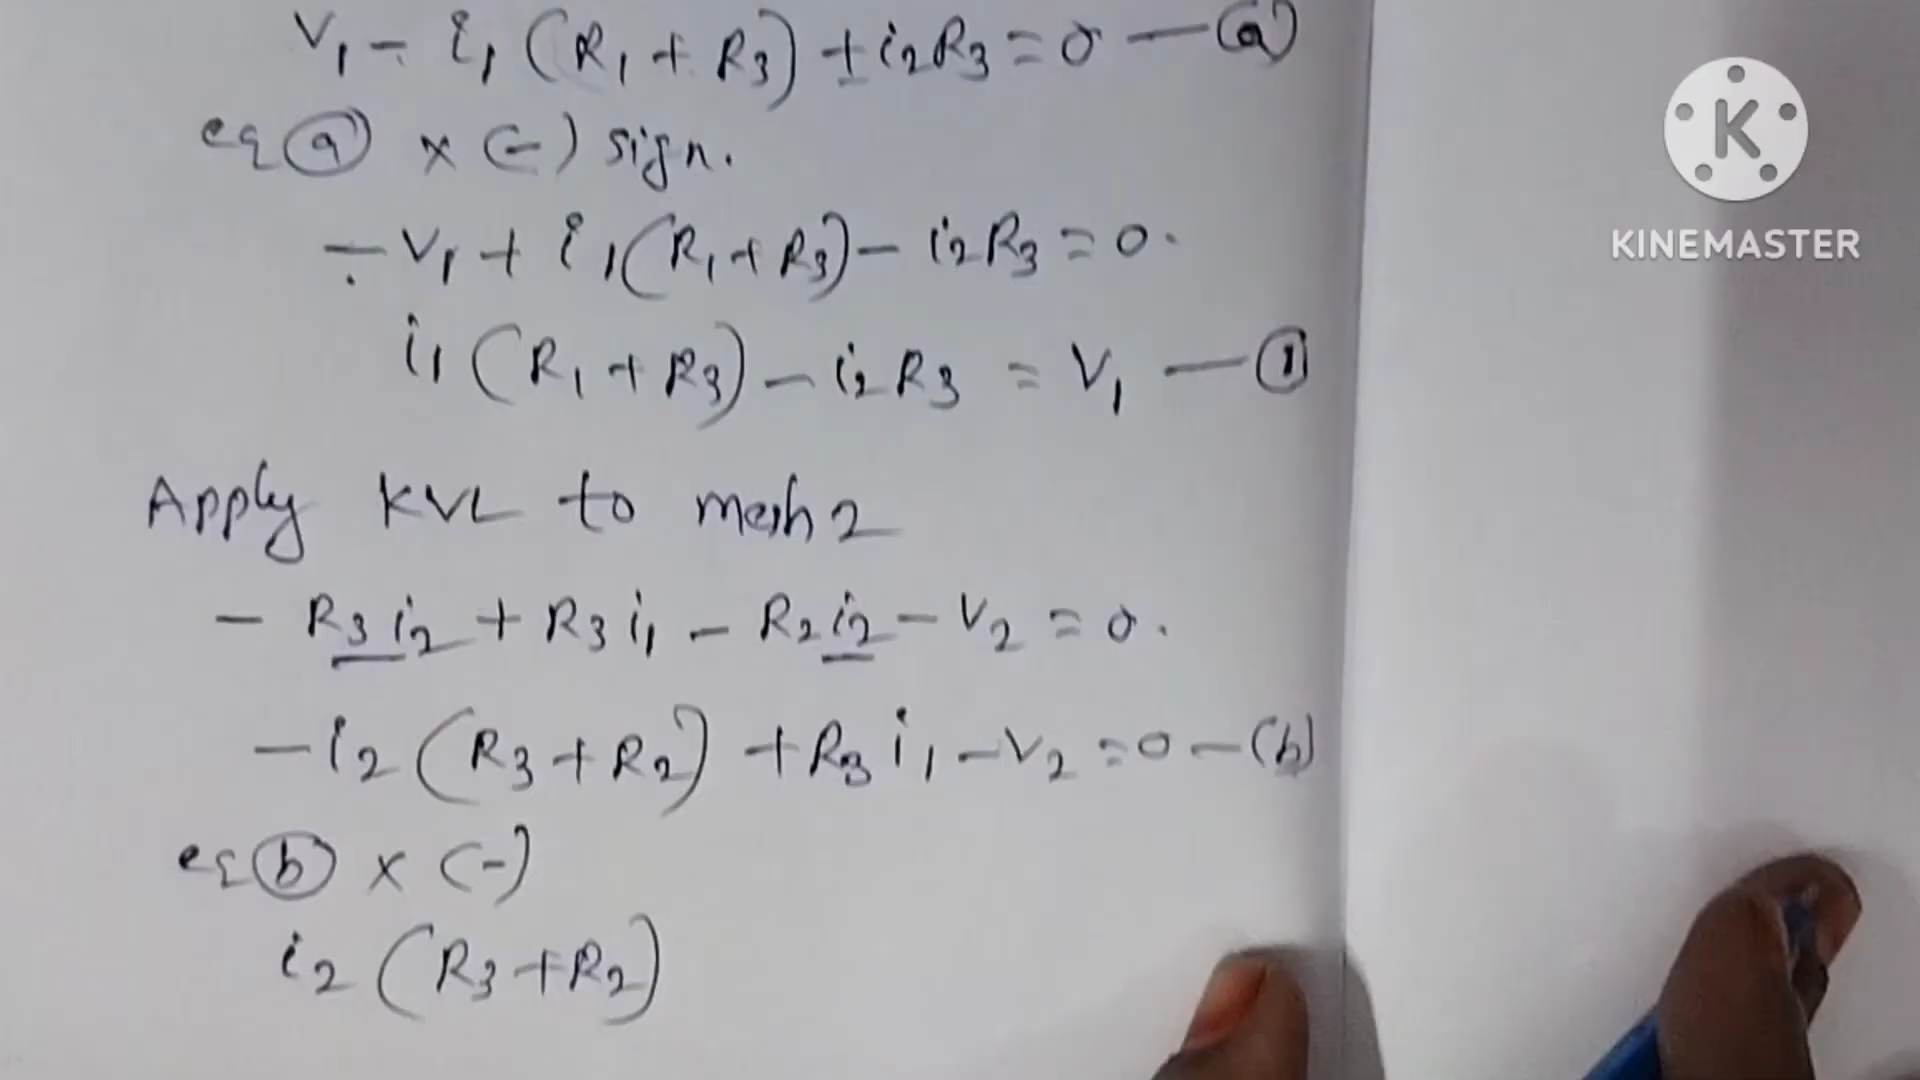 V₁ - i₁ (R₁ + R₃) + i₂R₃ = 0 — (a)
eq (a) × (-) sign.
- V₁ + i₁(R₁ + R₃) - i₂R₃ = 0.
i₁ (R₁ + R₃) - i₂R₃ = V₁ — (1)
Apply KVL to mesh 2
- R₃ i₂ + R₃ i₁ - R₂ i₂ - V₂ = 0.
- i₂ (R₃ + R₂) + R₃ i₁ - V₂ = 0 — (b)
eq (b) × (-)
i₂ (R₃ + R₂)
K
KINEMASTER